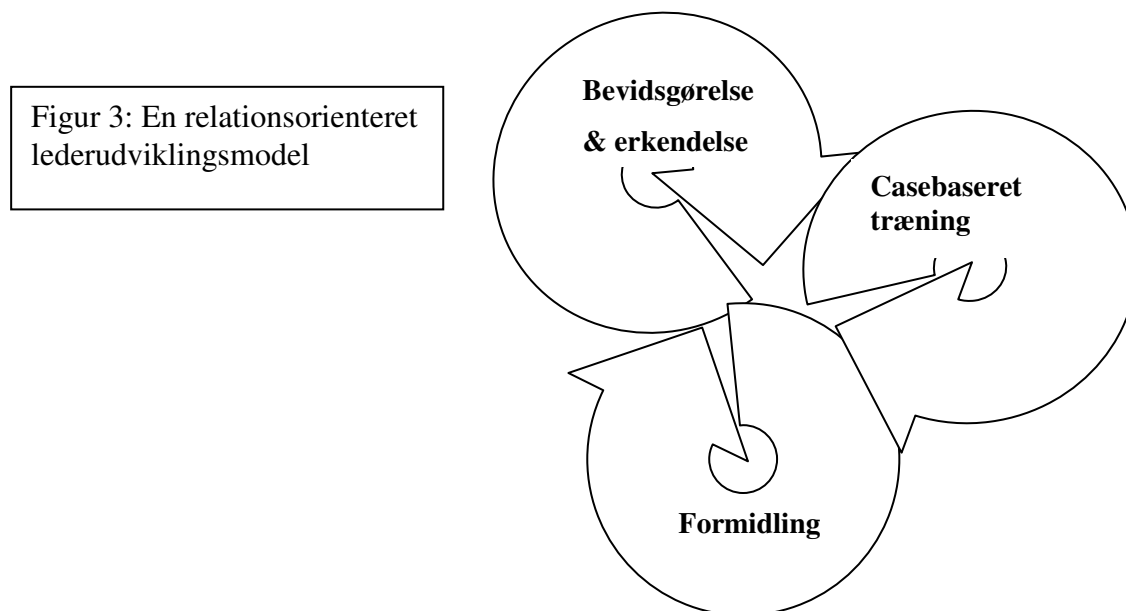 Figur 3: En relationsorienteret
lederudviklingsmodel
Bevidsgørelse
& erkendelse
Casebaseret
træning
Formidling